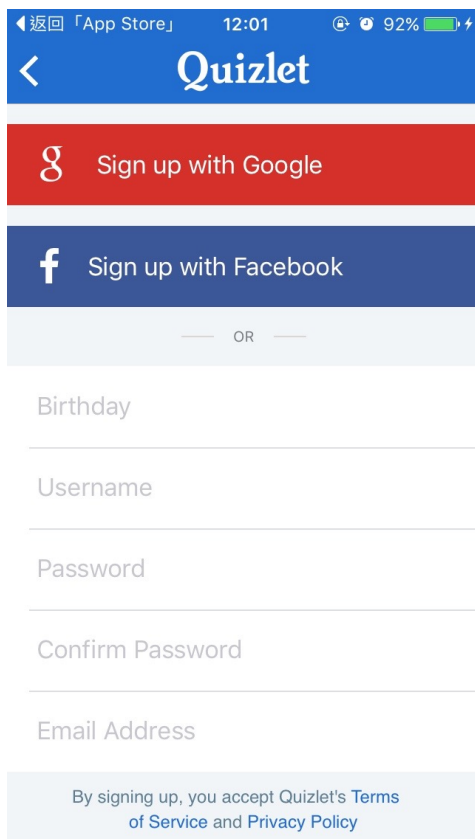 返回「App Store」 12:01 92%
Quizlet
g Sign up with Google
f Sign up with Facebook
OR
Birthday
Username
Password
Confirm Password
Email Address
By signing up, you accept Quizlet's Terms
of Service and Privacy Policy